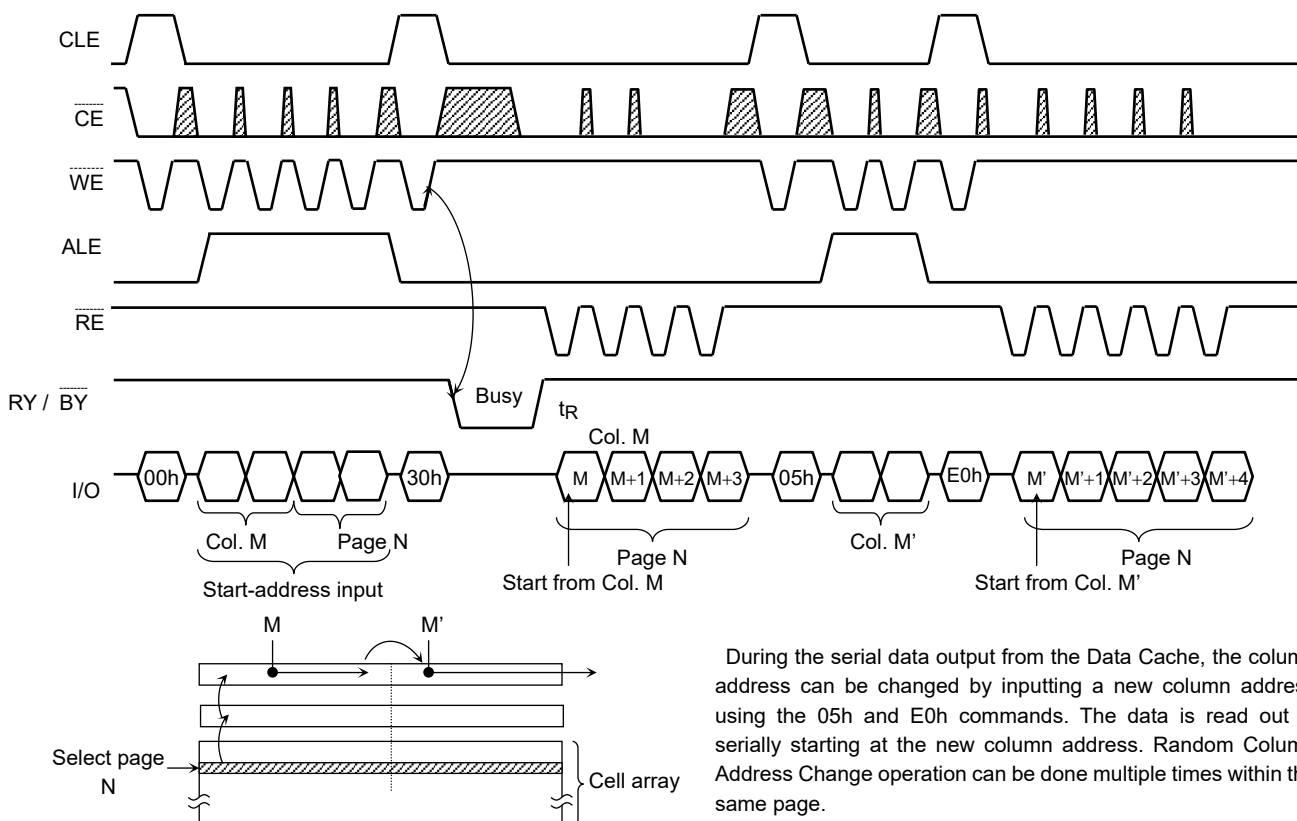 CLE
CE
WE
ALE
RE
RY / BY
Busy
tR
Col. M
I/O
00h
30h
M M+1 M+2 M+3
05h
E0h
M' M'+1 M'+2 M'+3 M'+4
Col. M
Page N
Page N
Col. M’
Page N
Start-address input
Start from Col. M
Start from Col. M’
M
M’
Select page
N
Cell array
During the serial data output from the Data Cache, the colum
address can be changed by inputting a new column addres
using the 05h and E0h commands. The data is read out
serially starting at the new column address. Random Colum
Address Change operation can be done multiple times within th
same page.